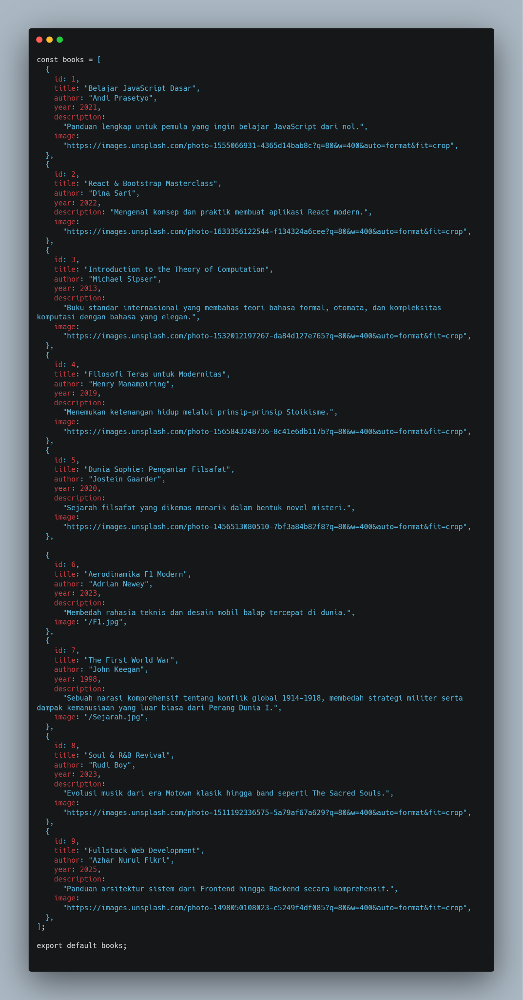 const books = [
  {
    id: 1,
    title: "Belajar JavaScript Dasar",
    author: "Andi Prasetyo",
    year: 2021,
    description:
      "Panduan lengkap untuk pemula yang ingin belajar JavaScript dari nol.",
    image:
      "https://images.unsplash.com/photo-1555066931-4365d14bab8c?q=80&w=400&auto=format&fit=crop",
  },
  {
    id: 2,
    title: "React & Bootstrap Masterclass",
    author: "Dina Sari",
    year: 2022,
    description: "Mengenal konsep dan praktik membuat aplikasi React modern.",
    image:
      "https://images.unsplash.com/photo-1633356122544-f134324a6cee?q=80&w=400&auto=format&fit=crop",
  },
  {
    id: 3,
    title: "Introduction to the Theory of Computation",
    author: "Michael Sipser",
    year: 2013,
    description:
      "Buku standar internasional yang membahas teori bahasa formal, otomata, dan kompleksitas
komputasi dengan bahasa yang elegan.",
    image:
      "https://images.unsplash.com/photo-1532012197267-da84d127e765?q=80&w=400&auto=format&fit=crop",
  },
  {
    id: 4,
    title: "Filosofi Teras untuk Modernitas",
    author: "Henry Manampiring",
    year: 2019,
    description:
      "Menemukan ketenangan hidup melalui prinsip-prinsip Stoikisme.",
    image:
      "https://images.unsplash.com/photo-1565843248736-8c41e6db117b?q=80&w=400&auto=format&fit=crop",
  },
  {
    id: 5,
    title: "Dunia Sophie: Pengantar Filsafat",
    author: "Jostein Gaarder",
    year: 2020,
    description:
      "Sejarah filsafat yang dikemas menarik dalam bentuk novel misteri.",
    image:
      "https://images.unsplash.com/photo-1456513080510-7bf3a84b82f8?q=80&w=400&auto=format&fit=crop",
  },

  {
    id: 6,
    title: "Aerodinamika F1 Modern",
    author: "Adrian Newey",
    year: 2023,
    description:
      "Membedah rahasia teknis dan desain mobil balap tercepat di dunia.",
    image: "/F1.jpg",
  },
  {
    id: 7,
    title: "The First World War",
    author: "John Keegan",
    year: 1998,
    description:
      "Sebuah narasi komprehensif tentang konflik global 1914-1918, membedah strategi militer serta
dampak kemanusiaan yang luar biasa dari Perang Dunia I.",
    image: "/Sejarah.jpg",
  },
  {
    id: 8,
    title: "Soul & R&B Revival",
    author: "Rudi Boy",
    year: 2023,
    description:
      "Evolusi musik dari era Motown klasik hingga band seperti The Sacred Souls.",
    image:
      "https://images.unsplash.com/photo-1511192336575-5a79af67a629?q=80&w=400&auto=format&fit=crop",
  },
  {
    id: 9,
    title: "Fullstack Web Development",
    author: "Azhar Nurul Fikri",
    year: 2025,
    description:
      "Panduan arsitektur sistem dari Frontend hingga Backend secara komprehensif.",
    image:
      "https://images.unsplash.com/photo-1498050108023-c5249f4df085?q=80&w=400&auto=format&fit=crop",
  },
];

export default books;